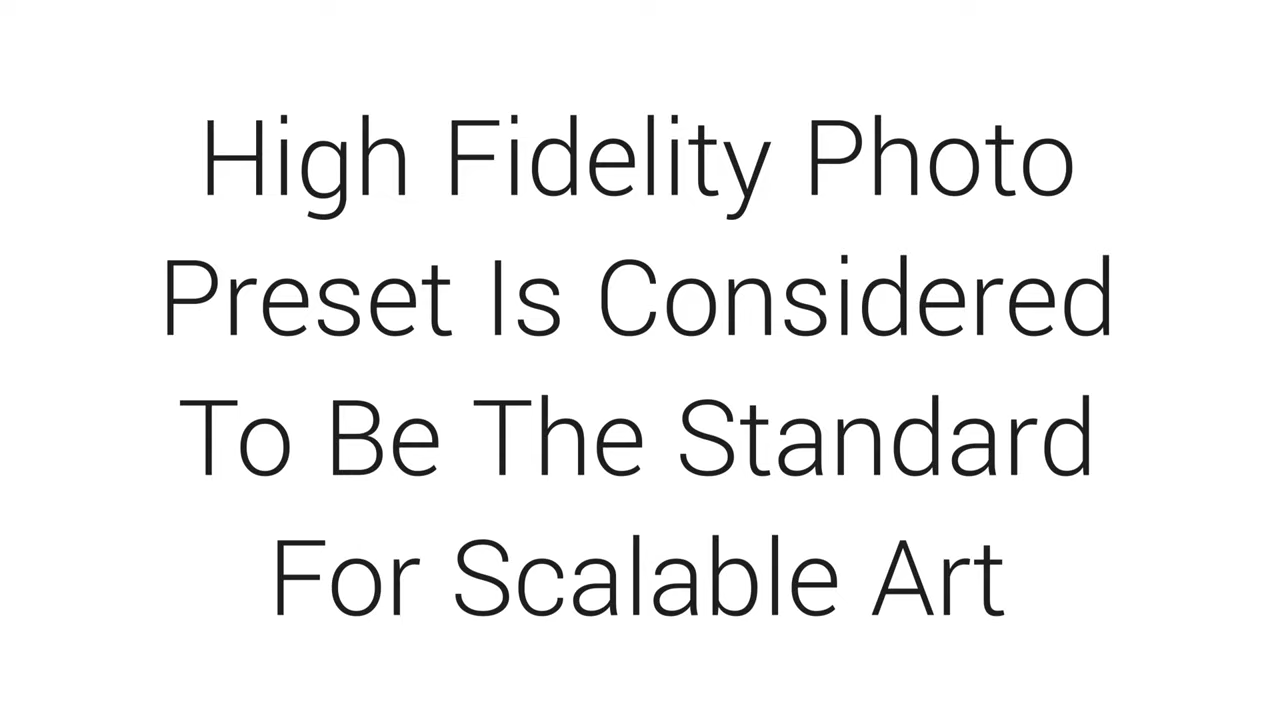 High Fidelity Photo
Preset Is Considered
To Be The Standard
For Scalable Art